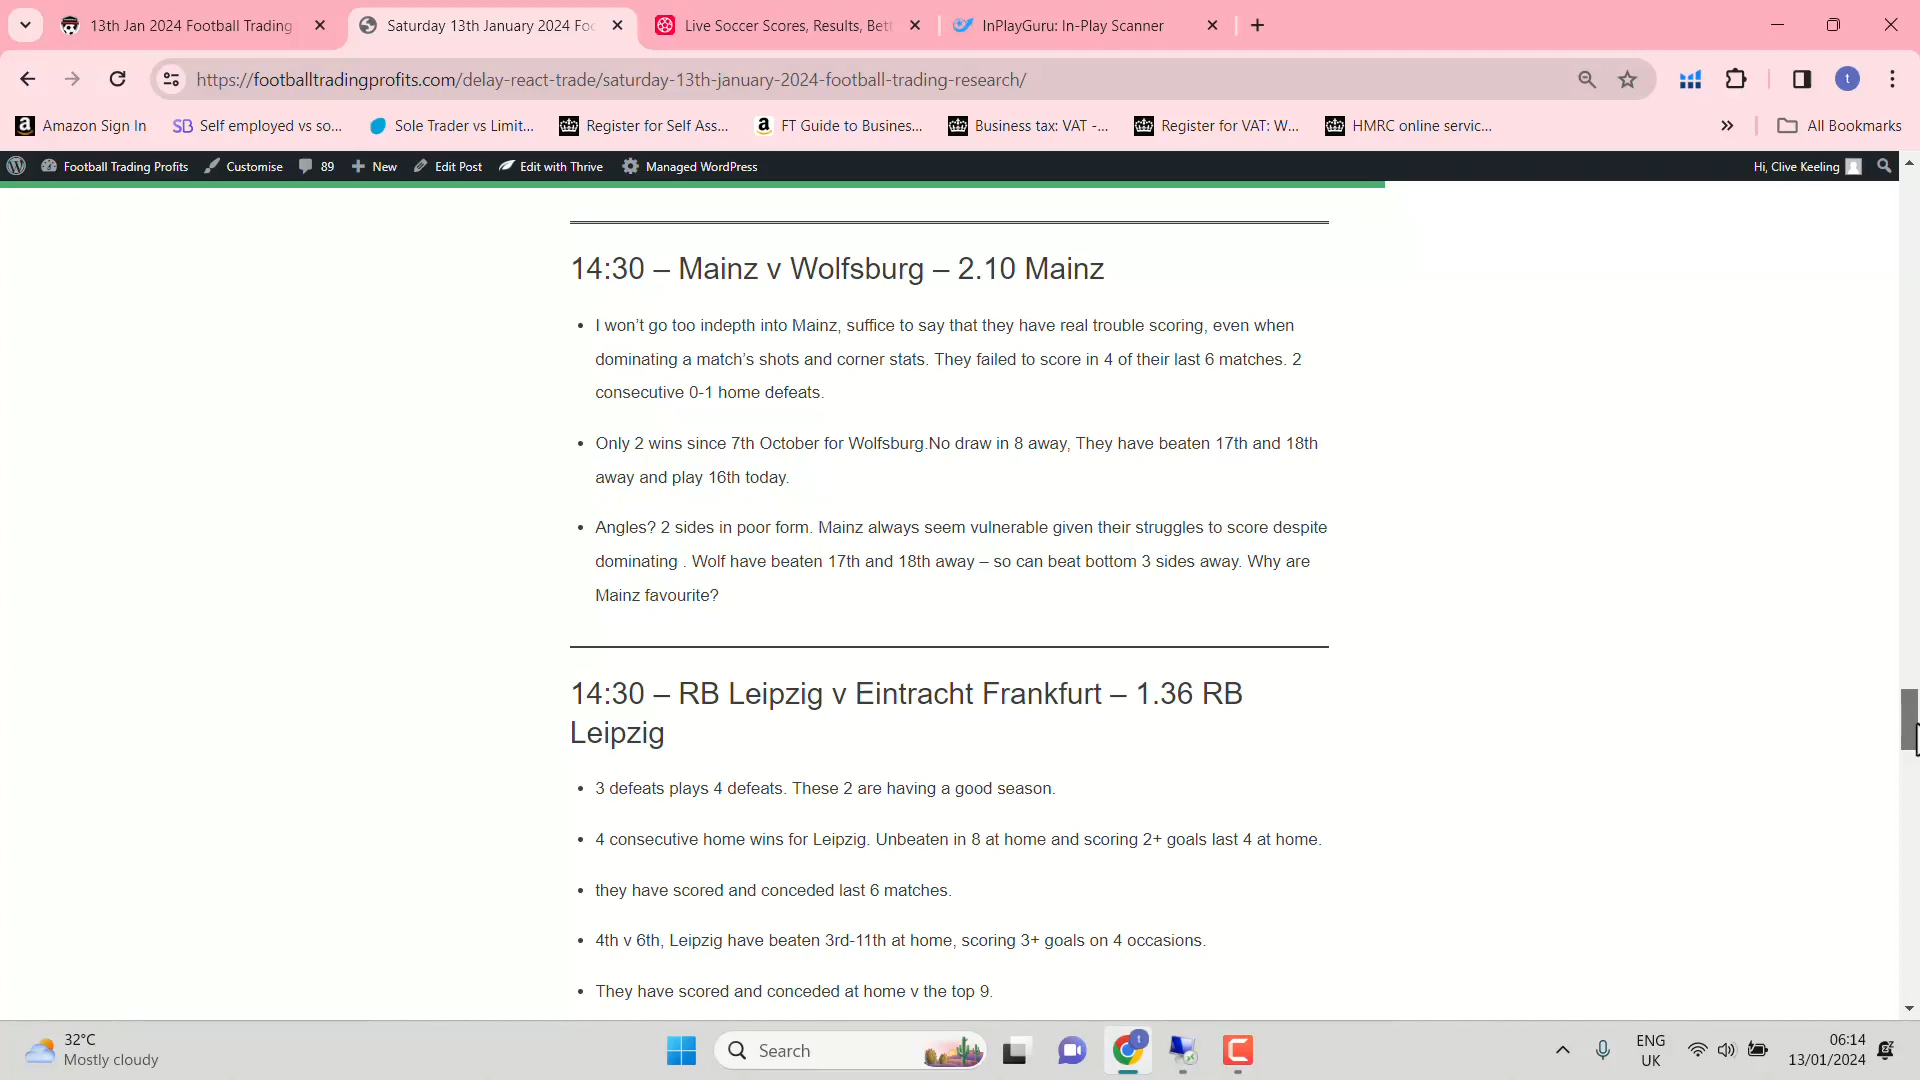 13th Jan 2024 Football Trading
Saturday 13th January 2024 Foo
Live Soccer Scores, Results, Bett
InPlayGuru: In-Play Scanner
https://footballtradingprofits.com/delay-react-trade/saturday-13th-january-2024-football-trading-research/
t
Amazon Sign In
SB Self employed vs so...
Sole Trader vs Limit...
Register for Self Ass...
FT Guide to Busines...
Business tax: VAT -...
Register for VAT: W...
HMRC online servic...
All Bookmarks
Football Trading Profits
Customise
89
New
Edit Post
Edit with Thrive
Managed WordPress
Hi, Clive Keeling
14:30 – Mainz v Wolfsburg – 2.10 Mainz
• I won’t go too indepth into Mainz, suffice to say that they have real trouble scoring, even when
dominating a match’s shots and corner stats. They failed to score in 4 of their last 6 matches. 2
consecutive 0-1 home defeats.
• Only 2 wins since 7th October for Wolfsburg.No draw in 8 away, They have beaten 17th and 18th
away and play 16th today.
• Angles? 2 sides in poor form. Mainz always seem vulnerable given their struggles to score despite
dominating . Wolf have beaten 17th and 18th away – so can beat bottom 3 sides away. Why are
Mainz favourite?
14:30 – RB Leipzig v Eintracht Frankfurt – 1.36 RB
Leipzig
• 3 defeats plays 4 defeats. These 2 are having a good season.
• 4 consecutive home wins for Leipzig. Unbeaten in 8 at home and scoring 2+ goals last 4 at home.
• they have scored and conceded last 6 matches.
• 4th v 6th, Leipzig have beaten 3rd-11th at home, scoring 3+ goals on 4 occasions.
• They have scored and conceded at home v the top 9.
32°C
Mostly cloudy
Search
ENG
UK
06:14
13/01/2024